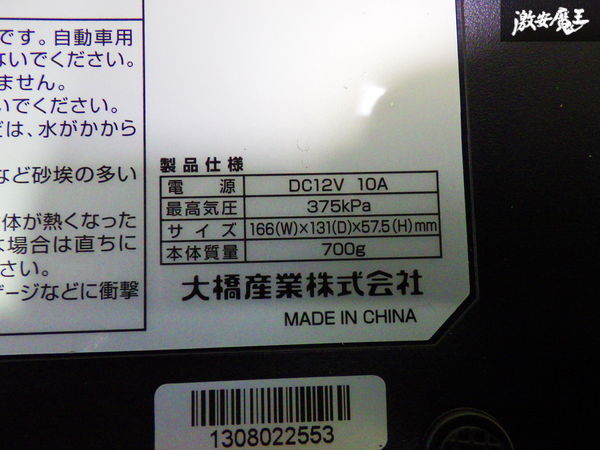 激安魔王
です。自動車用
ないでください。
ません。
いでください。
は、水がかから
など砂埃の多い
体が熱くなった
場合は直ちに
さい。
ゲージなどに衝撃
製品仕様
電源 DC12V 10A
最高気圧 375kPa
サイズ 166(W)×131(D)×57.5(H)mm
本体質量 700g
大橋産業株式会社
MADE IN CHINA
1308022553